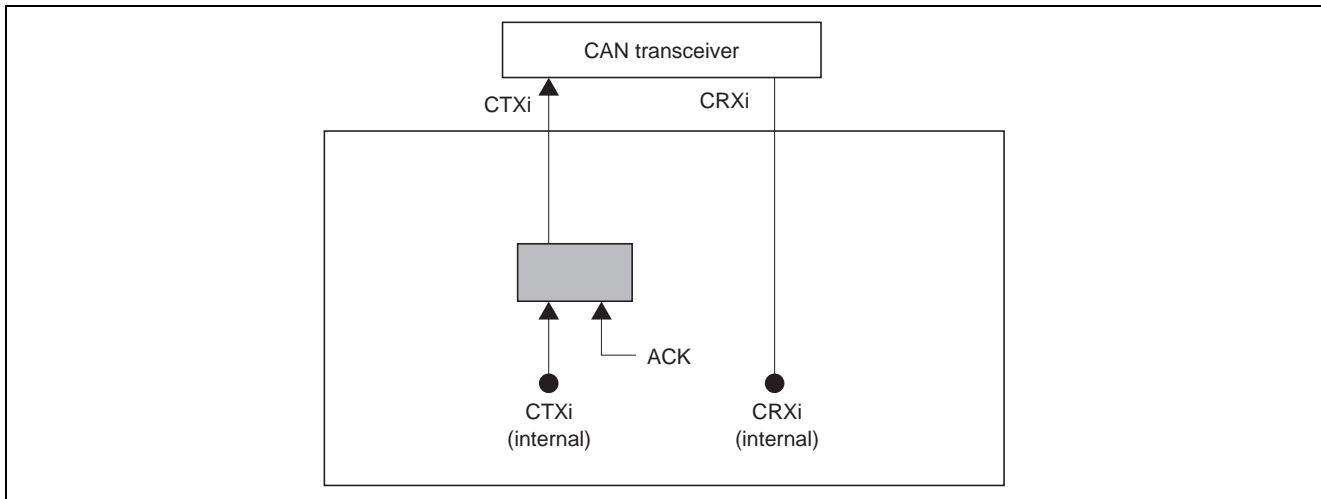 CAN transceiver
CTXi
CRXi
ACK
CTXi
(internal)
CRXi
(internal)